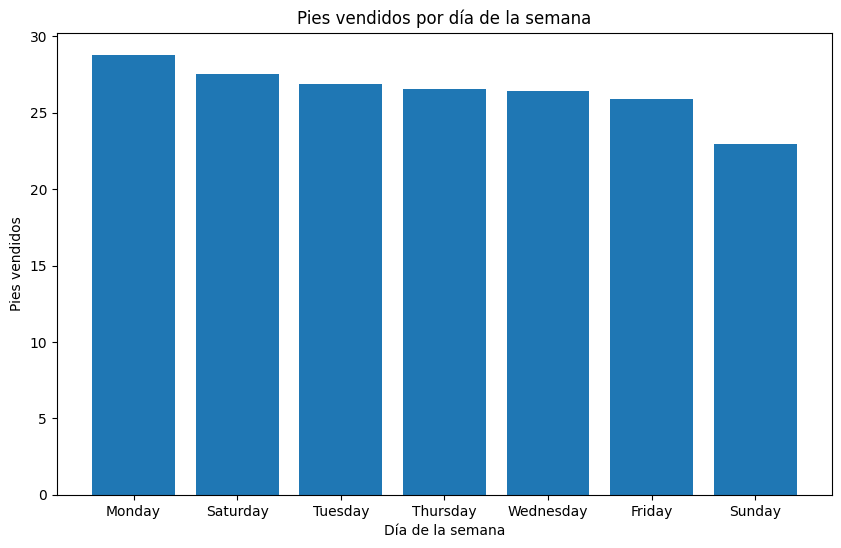 Pies vendidos por día de la semana
Pies vendidos
30
25
20
15
10
5
0
Monday Saturday Tuesday Thursday Wednesday Friday Sunday
Día de la semana